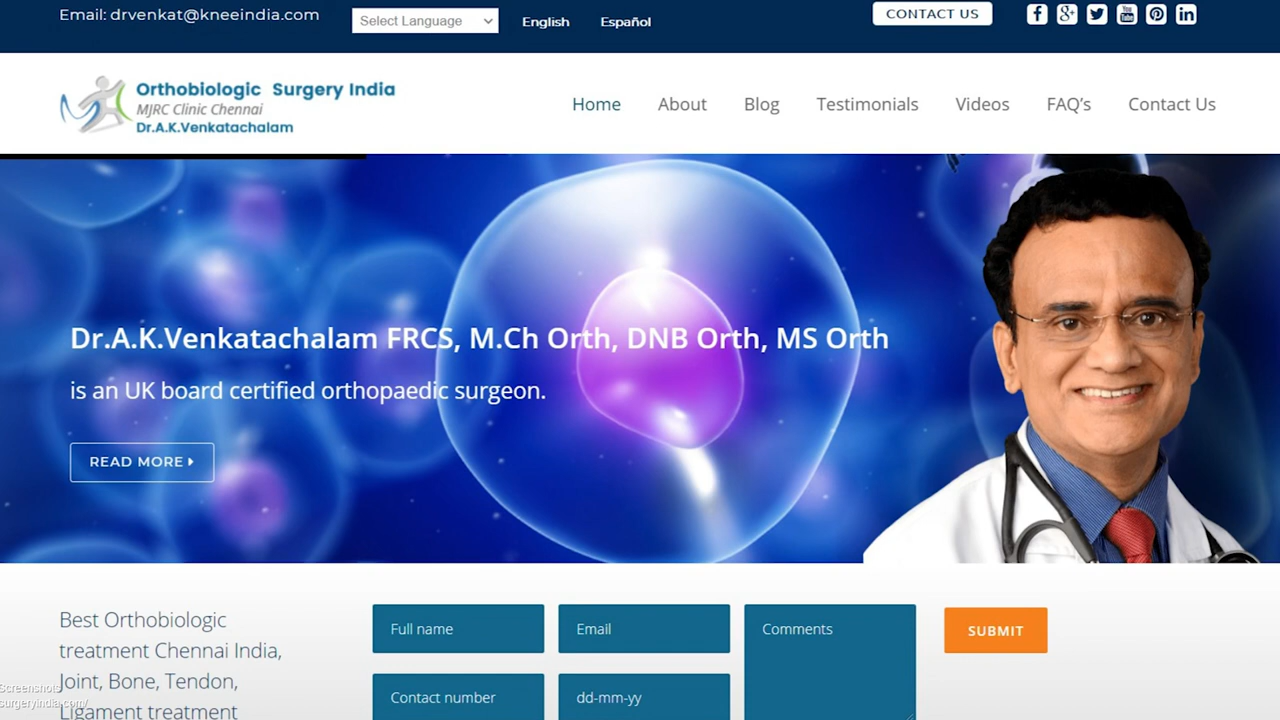 Email: drvenkat@kneeindia.com
Select Language
English
Español
CONTACT US
Orthobiologic Surgery India
MJRC Clinic Chennai
Dr.A.K.Venkatachalam
Home
About
Blog
Testimonials
Videos
FAQ's
Contact Us
Dr.A.K.Venkatachalam FRCS, M.Ch Orth, DNB Orth, MS Orth
is an UK board certified orthopaedic surgeon.
READ MORE
Best Orthobiologic
treatment Chennai India,
Joint, Bone, Tendon,
Ligament treatment
Full name
Email
Comments
SUBMIT
Contact number
dd-mm-yy
Screenshots
surgeryindia.com/